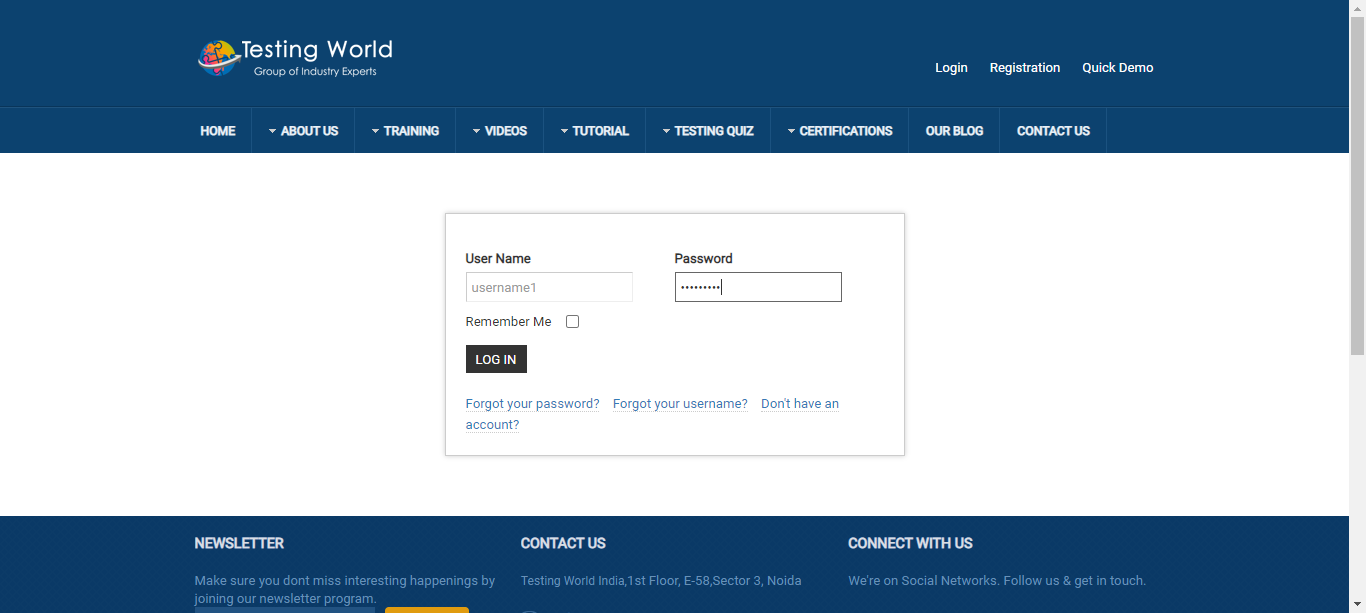 Testing World
Group of Industry Experts
Login Registration Quick Demo
HOME ABOUT US TRAINING VIDEOS TUTORIAL TESTING QUIZ CERTIFICATIONS OUR BLOG CONTACT US
User Name Password
username1 •••••••••
Remember Me
LOG IN
Forgot your password? Forgot your username? Don't have an
account?
NEWSLETTER CONTACT US CONNECT WITH US
Make sure you dont miss interesting happenings by Testing World India,1st Floor, E-58,Sector 3, Noida We're on Social Networks. Follow us & get in touch.
joining our newsletter program.